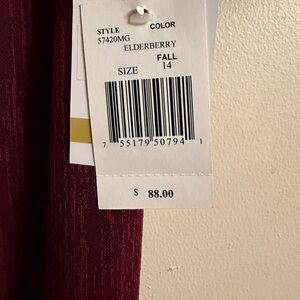 STYLE COLOR
57420MG
ELDERBERRY
FALL
SIZE 14
7 55179 50794 1
$ 88.00